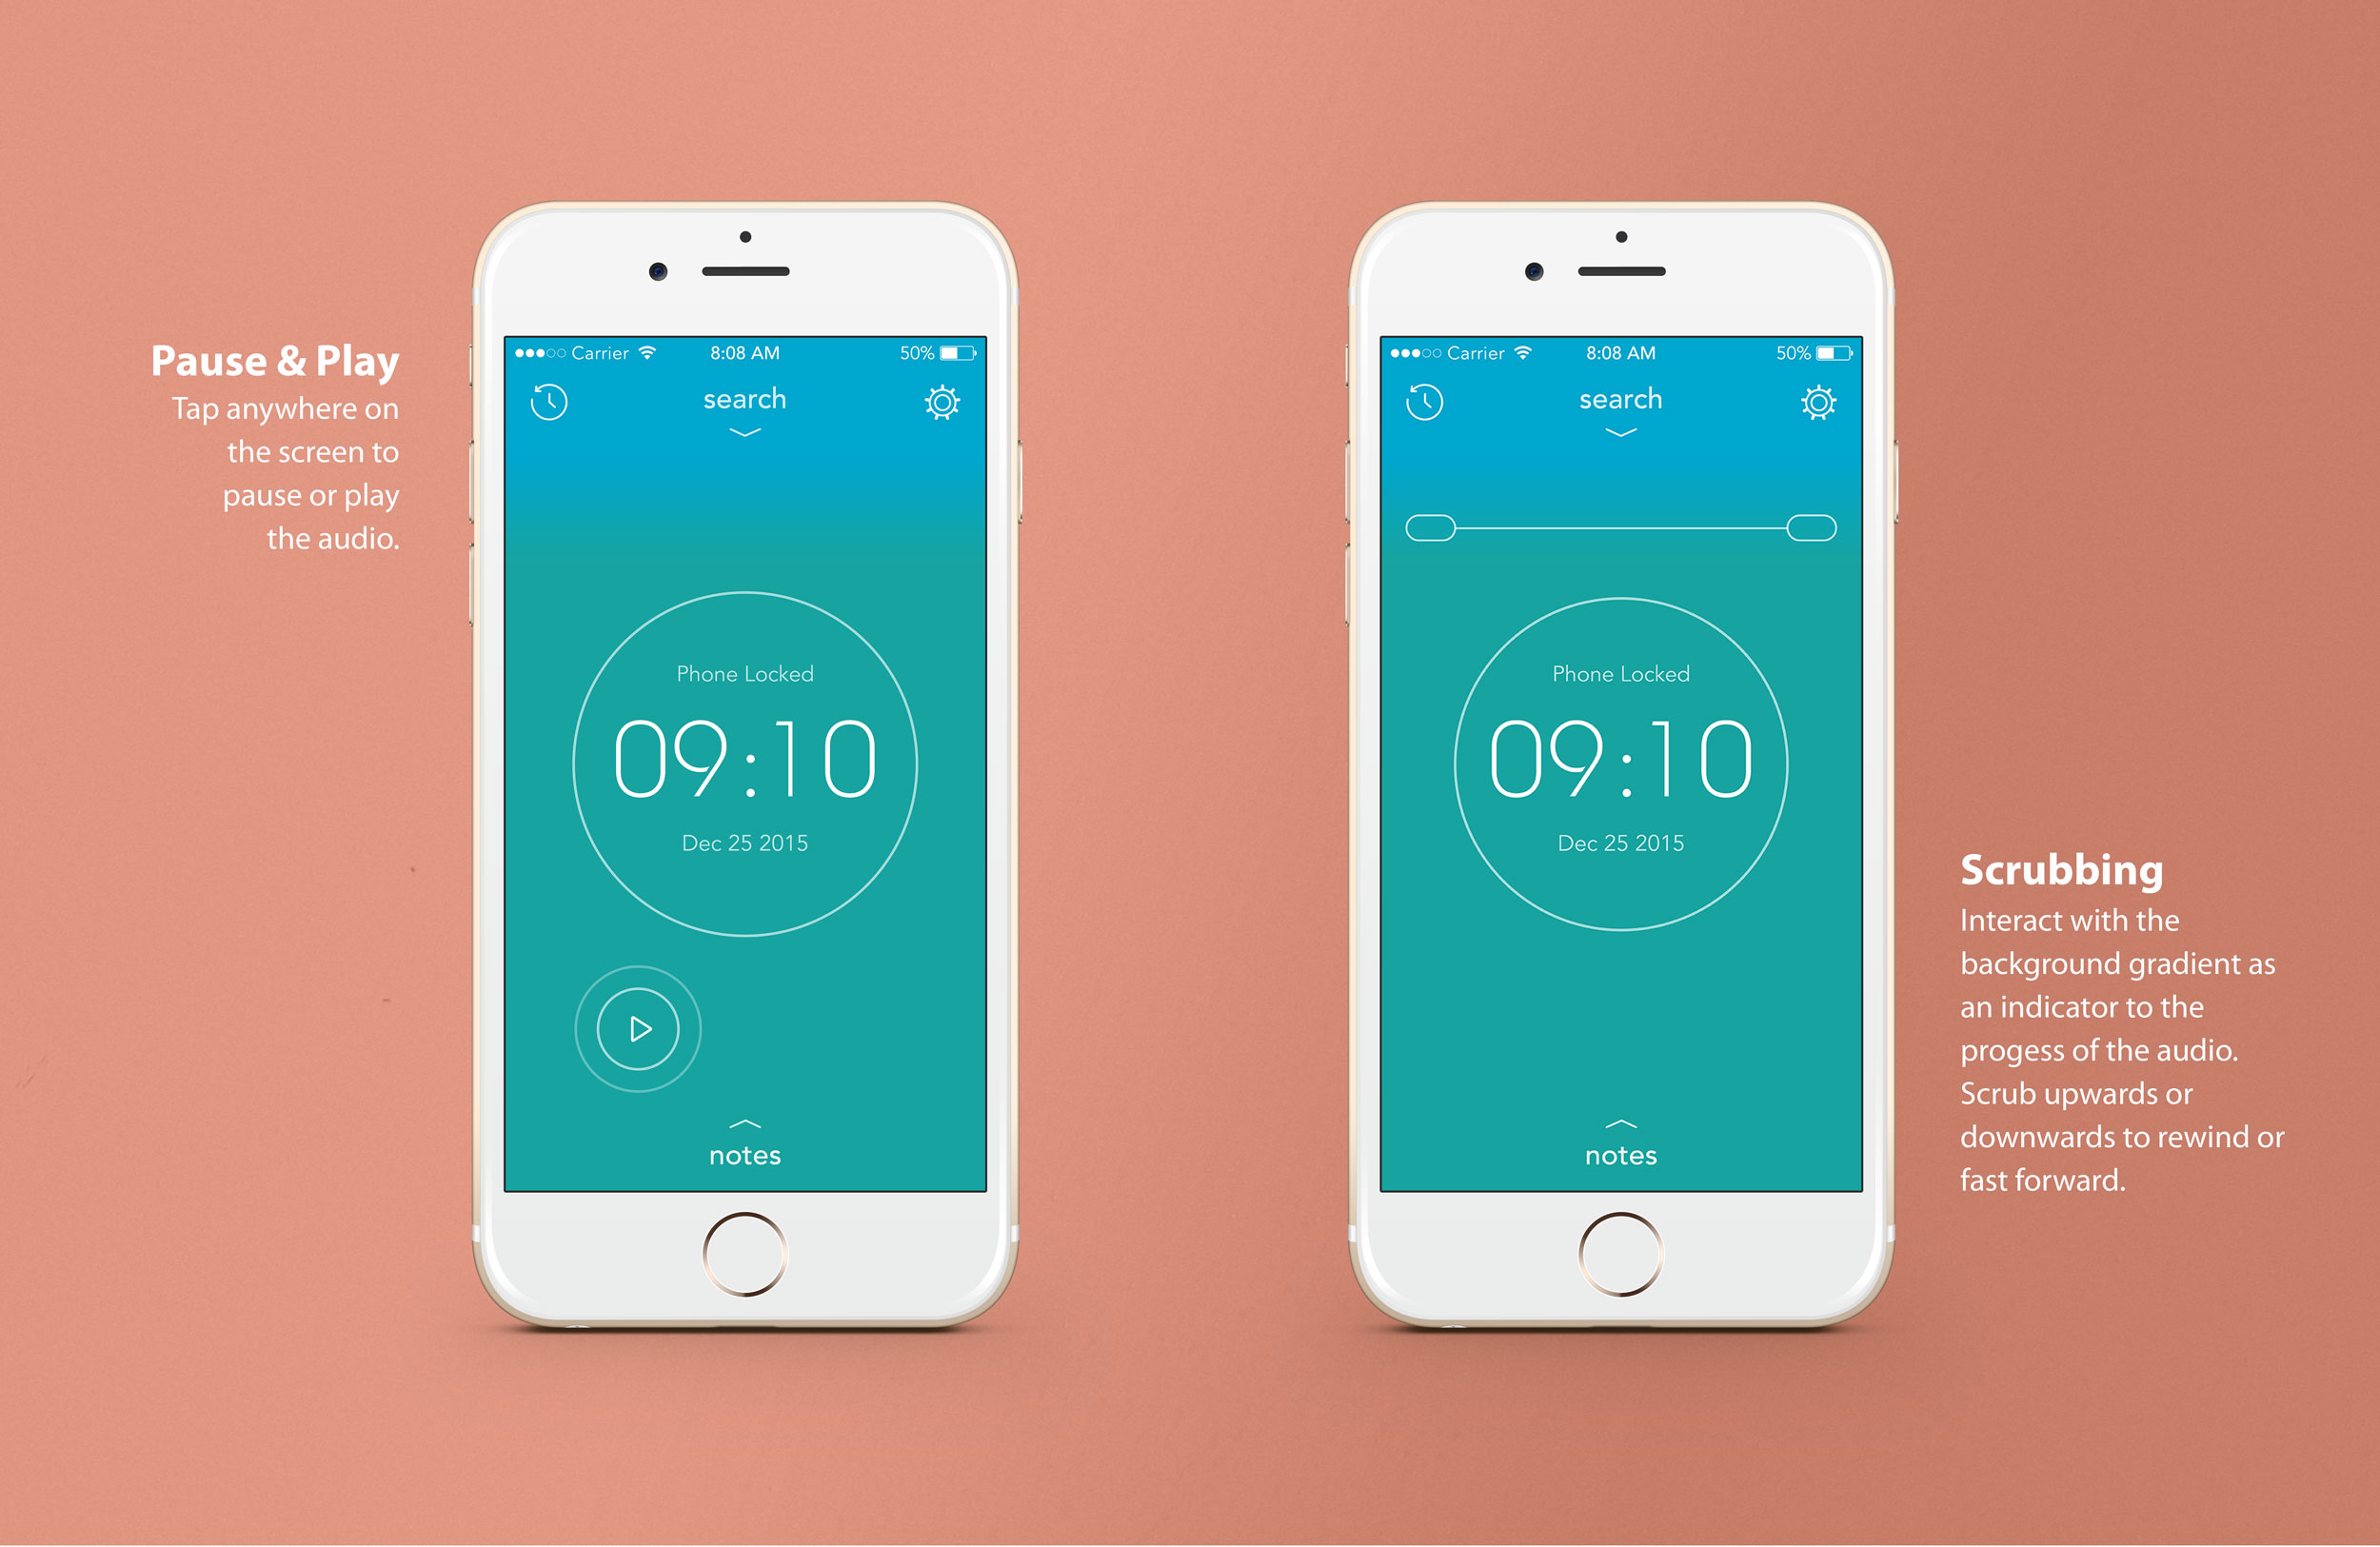 Pause & Play
Tap anywhere on
the screen to
pause or play
the audio.
Carrier 8:08 AM 50%
search
Phone Locked
09:10
Dec 25 2015
notes
Carrier 8:08 AM 50%
search
Phone Locked
09:10
Dec 25 2015
notes
Scrubbing
Interact with the
background gradient as
an indicator to the
progess of the audio.
Scrub upwards or
downwards to rewind or
fast forward.